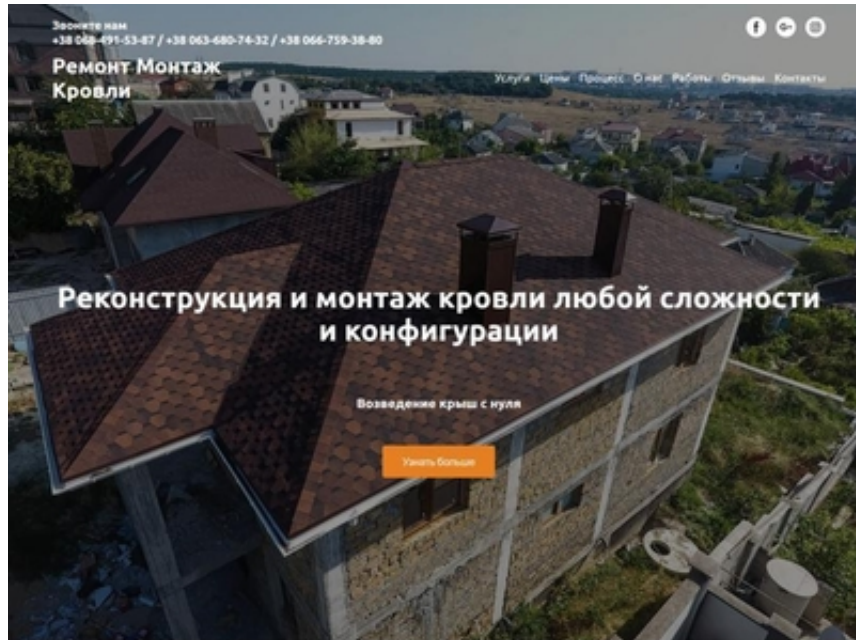 Звоните нам
+38 068-491-53-87 / +38 063-680-74-32 / +38 066-759-38-80
Ремонт Монтаж
Кровли
Услуги Цены Процесс О нас Работы Отзывы Контакты
Реконструкция и монтаж кровли любой сложности
и конфигурации
Возведение крыш с нуля
Узнать больше